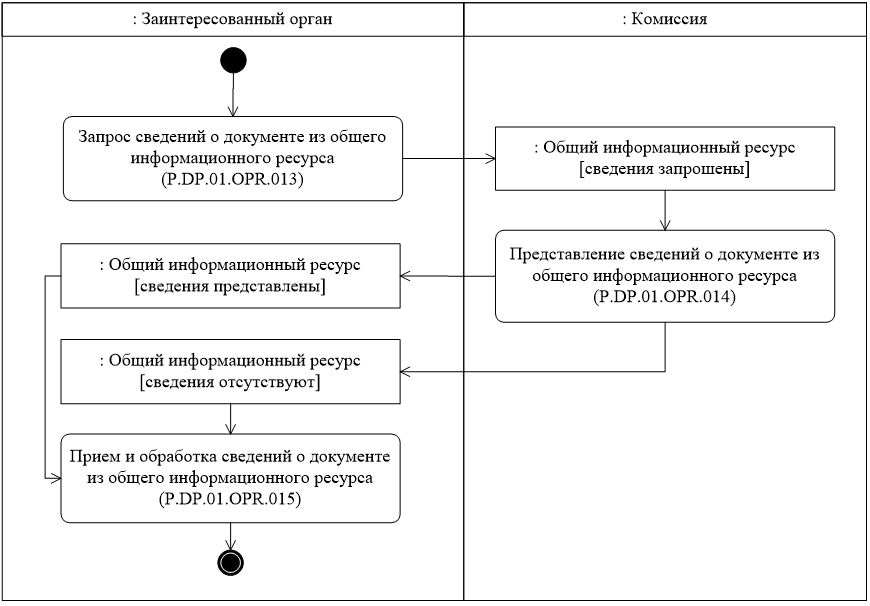 : Заинтересованный орган
: Комиссия
Запрос сведений о документе из общего
информационного ресурса
(P.DP.01.OPR.013)
: Общий информационный ресурс
[сведения запрошены]
Представление сведений о документе из
общего информационного ресурса
(P.DP.01.OPR.014)
: Общий информационный ресурс
[сведения представлены]
: Общий информационный ресурс
[сведения отсутствуют]
Прием и обработка сведений о документе
из общего информационного ресурса
(P.DP.01.OPR.015)